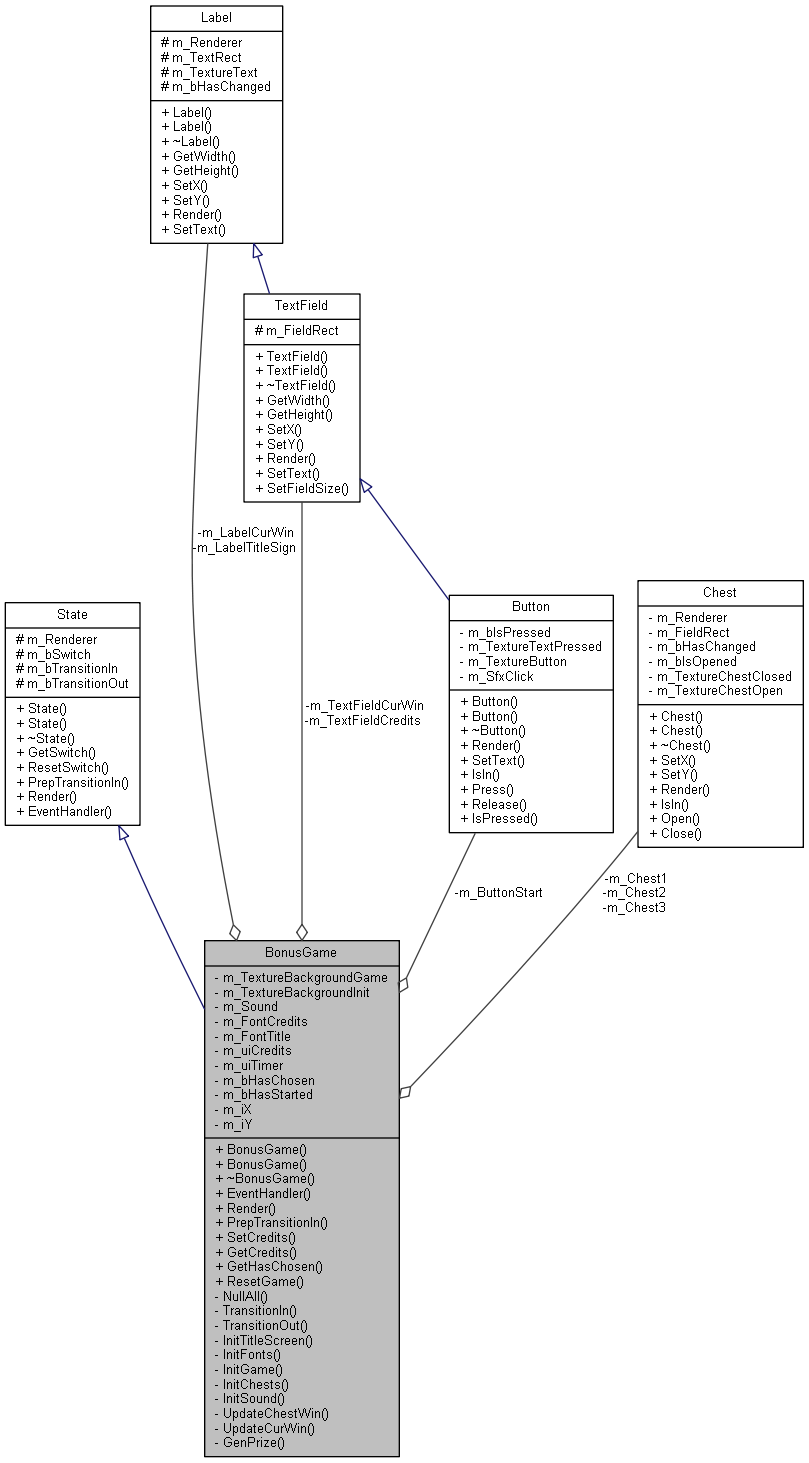 Label
# m_Renderer
# m_TextRect
# m_TextureText
# m_bHasChanged
+ Label()
+ Label()
+ ~Label()
+ GetWidth()
+ GetHeight()
+ SetX()
+ SetY()
+ Render()
+ SetText()
TextField
# m_FieldRect
+ TextField()
+ TextField()
+ ~TextField()
+ GetWidth()
+ GetHeight()
+ SetX()
+ SetY()
+ Render()
+ SetText()
+ SetFieldSize()
-m_LabelCurWin
-m_LabelTitleSign
State
# m_Renderer
# m_bSwitch
# m_bTransitionIn
# m_bTransitionOut
+ State()
+ State()
+ ~State()
+ GetSwitch()
+ ResetSwitch()
+ PrepTransitionIn()
+ Render()
+ EventHandler()
-m_TextFieldCurWin
-m_TextFieldCredits
Button
- m_bIsPressed
- m_TextureTextPressed
- m_TextureButton
- m_SfxClick
+ Button()
+ Button()
+ ~Button()
+ Render()
+ SetText()
+ IsIn()
+ Press()
+ Release()
+ IsPressed()
Chest
- m_Renderer
- m_FieldRect
- m_bHasChanged
- m_bIsOpened
- m_TextureChestClosed
- m_TextureChestOpen
+ Chest()
+ Chest()
+ ~Chest()
+ SetX()
+ SetY()
+ Render()
+ IsIn()
+ Open()
+ Close()
-m_ButtonStart
-m_Chest1
-m_Chest2
-m_Chest3
BonusGame
- m_TextureBackgroundGame
- m_TextureBackgroundInit
- m_Sound
- m_FontCredits
- m_FontTitle
- m_uiCredits
- m_uiTimer
- m_bHasChosen
- m_bHasStarted
- m_iX
- m_iY
+ BonusGame()
+ BonusGame()
+ ~BonusGame()
+ EventHandler()
+ Render()
+ PrepTransitionIn()
+ SetCredits()
+ GetCredits()
+ GetHasChosen()
+ ResetGame()
- NullAll()
- TransitionIn()
- TransitionOut()
- InitTitleScreen()
- InitFonts()
- InitGame()
- InitChests()
- InitSound()
- UpdateChestWin()
- UpdateCurWin()
- GenPrize()